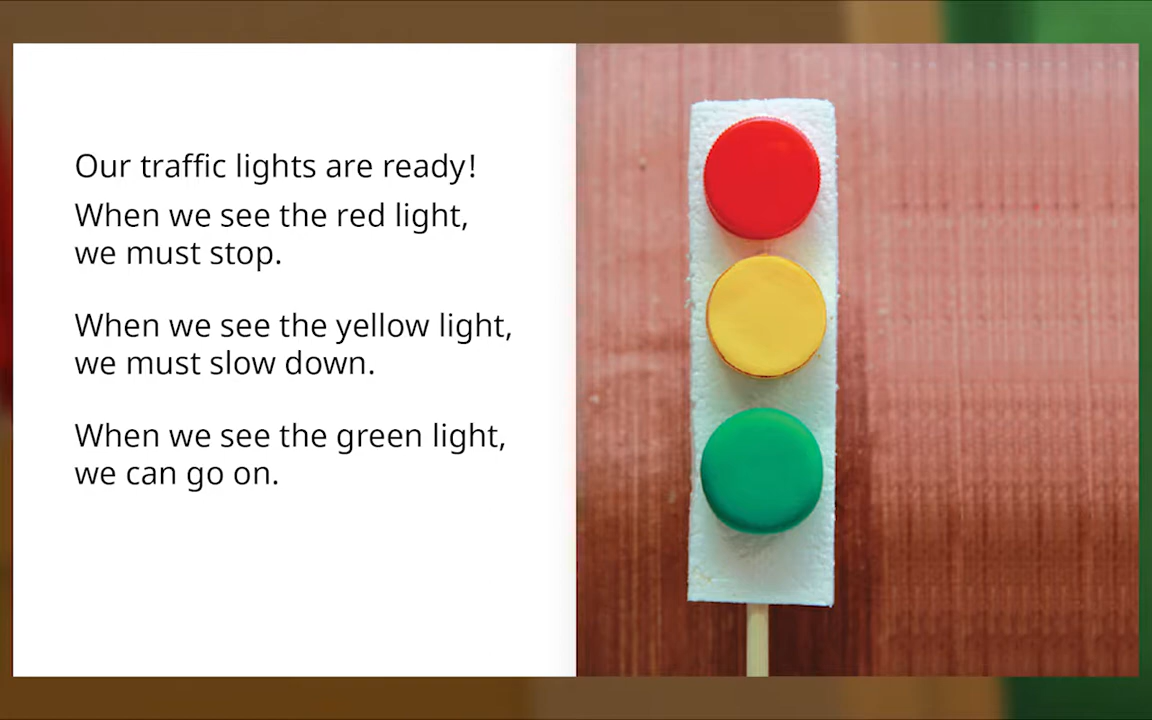 Our traffic lights are ready!
When we see the red light,
we must stop.
When we see the yellow light,
we must slow down.
When we see the green light,
we can go on.